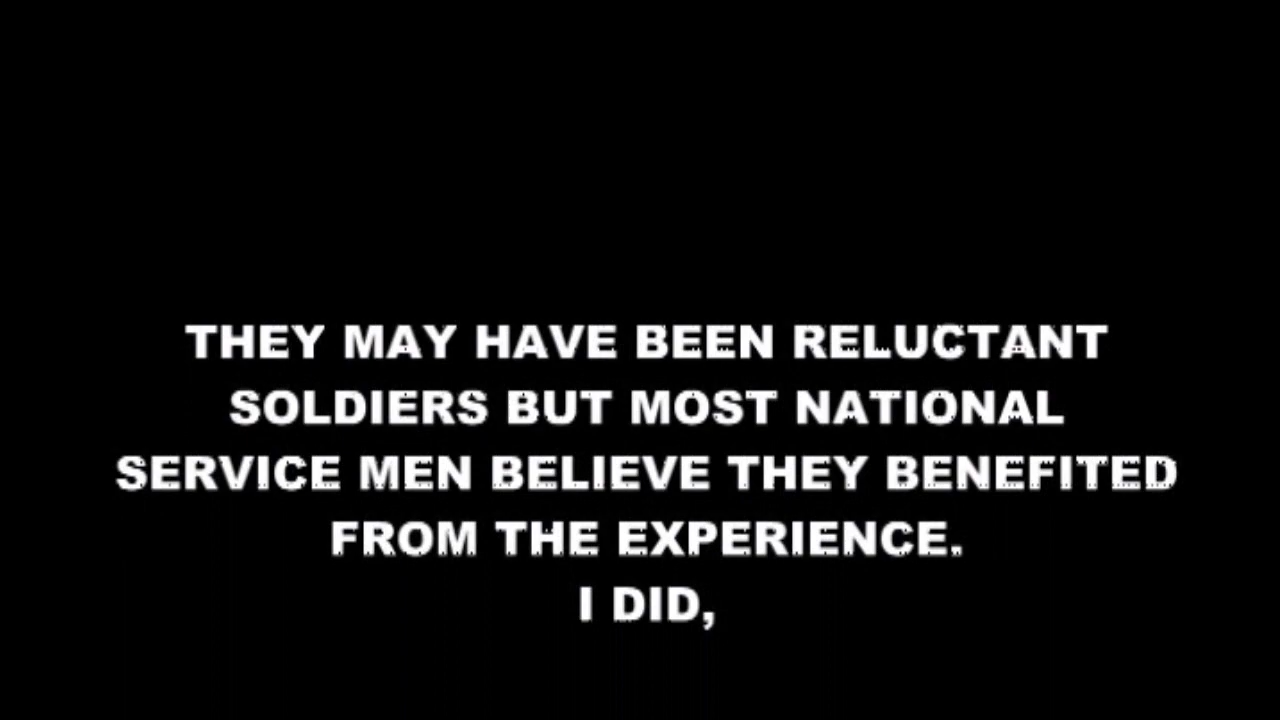 THEY MAY HAVE BEEN RELUCTANT
SOLDIERS BUT MOST NATIONAL
SERVICE MEN BELIEVE THEY BENEFITED
FROM THE EXPERIENCE.
I DID,